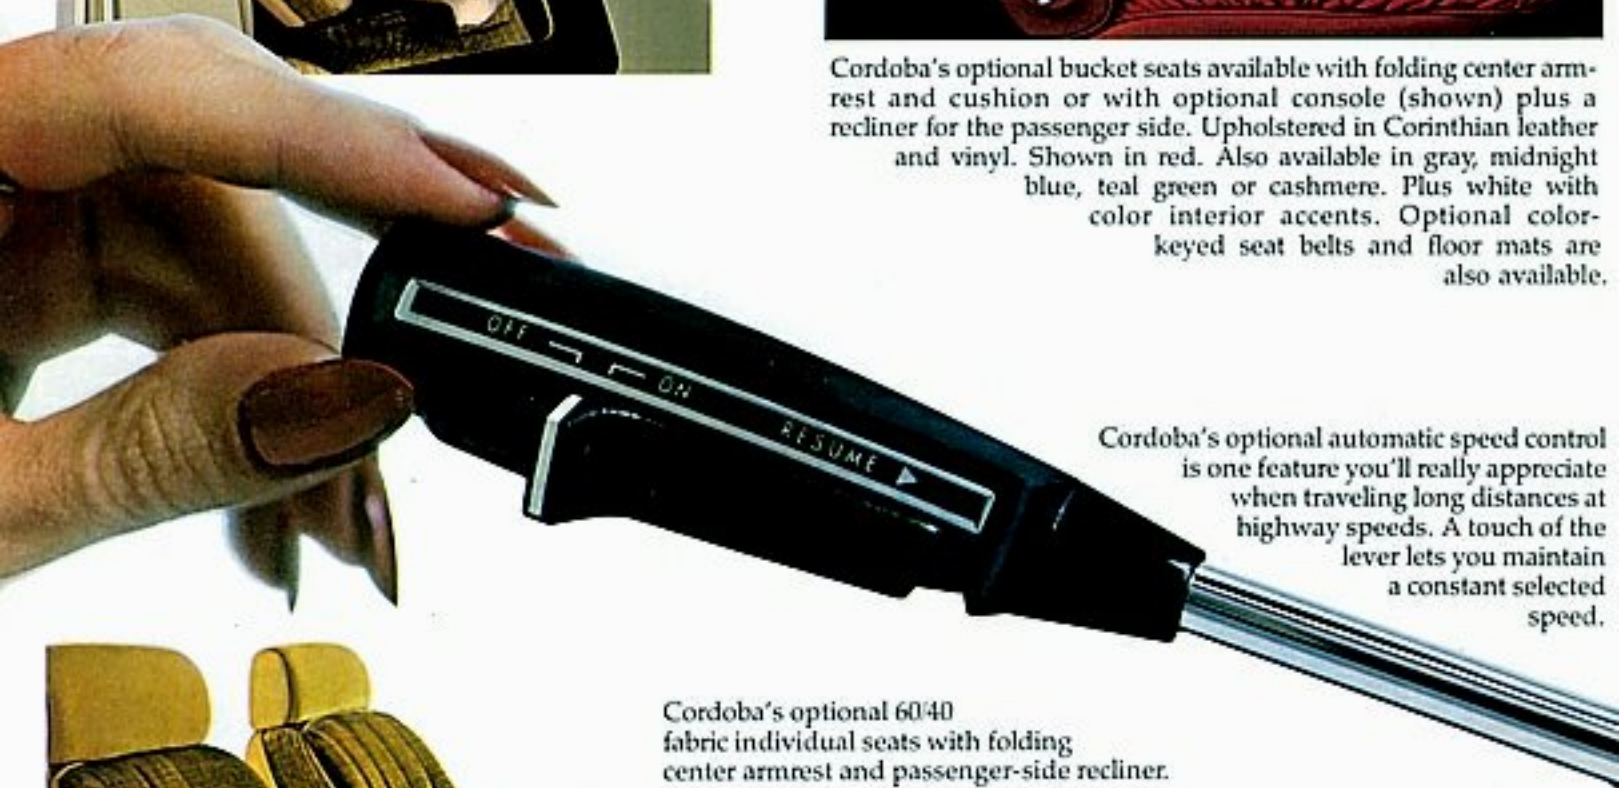 Cordoba's optional bucket seats available with folding center arm-
rest and cushion or with optional console (shown) plus a
recliner for the passenger side. Upholstered in Corinthian leather
and vinyl. Shown in red. Also available in gray, midnight
blue, teal green or cashmere. Plus white with
color interior accents. Optional color-
keyed seat belts and floor mats are
also available.
OFF
ON
RESUME
Cordoba's optional automatic speed control
is one feature you'll really appreciate
when traveling long distances at
highway speeds. A touch of the
lever lets you maintain
a constant selected
speed.
Cordoba's optional 60/40
fabric individual seats with folding
center armrest and passenger-side recliner.